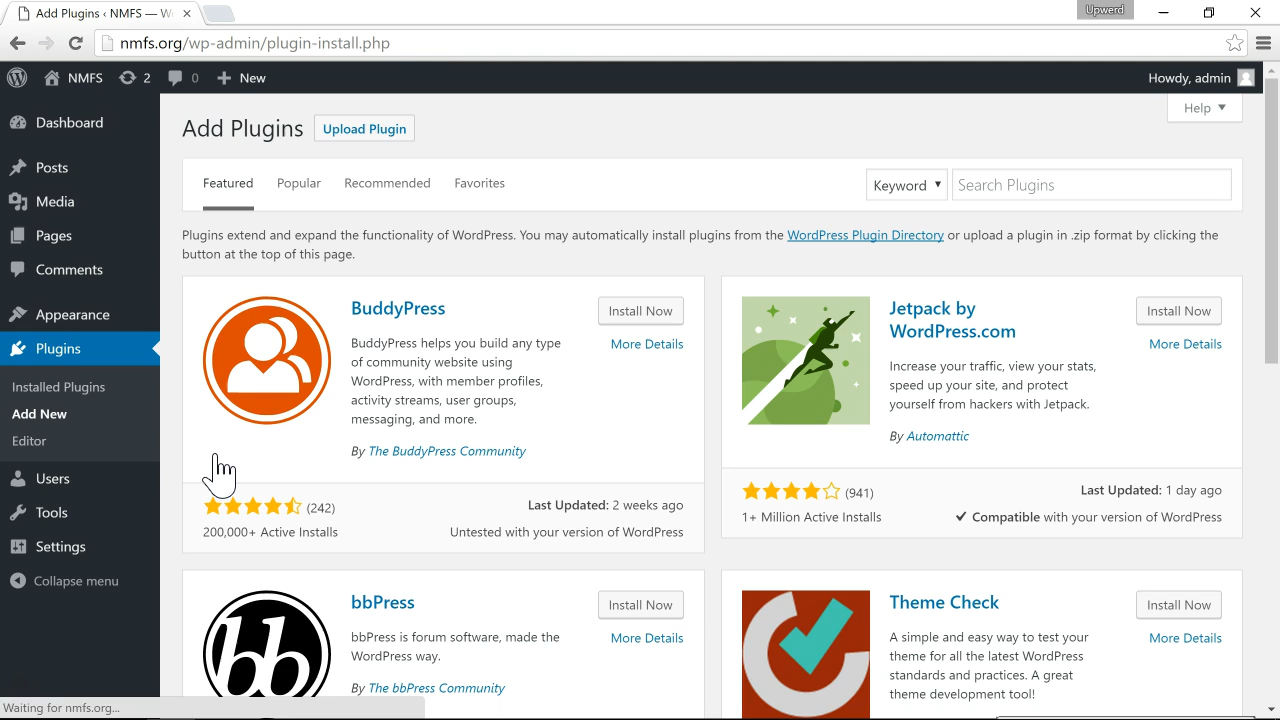 Add Plugins ‹ NMFS — W
Upwerd
nmfs.org/wp-admin/plugin-install.php
NMFS 2 0 New
Howdy, admin
Help
Dashboard
Posts
Media
Pages
Comments
Appearance
Plugins
Installed Plugins
Add New
Editor
Users
Tools
Settings
Collapse menu
Add Plugins Upload Plugin
Featured Popular Recommended Favorites Keyword Search Plugins
Plugins extend and expand the functionality of WordPress. You may automatically install plugins from the WordPress Plugin Directory or upload a plugin in .zip format by clicking the
button at the top of this page.
BuddyPress
Install Now
More Details
BuddyPress helps you build any type
of community website using
WordPress, with member profiles,
activity streams, user groups,
messaging, and more.
By The BuddyPress Community
(242)
Last Updated: 2 weeks ago
200,000+ Active Installs
Untested with your version of WordPress
Jetpack by
WordPress.com
Install Now
More Details
Increase your traffic, view your stats,
speed up your site, and protect
yourself from hackers with Jetpack.
By Automattic
(941)
Last Updated: 1 day ago
1+ Million Active Installs
Compatible with your version of WordPress
bb
bbPress
Install Now
More Details
bbPress is forum software, made the
WordPress way.
By The bbPress Community
Theme Check
Install Now
More Details
A simple and easy way to test your
theme for all the latest WordPress
standards and practices. A great
theme development tool!
Waiting for nmfs.org...